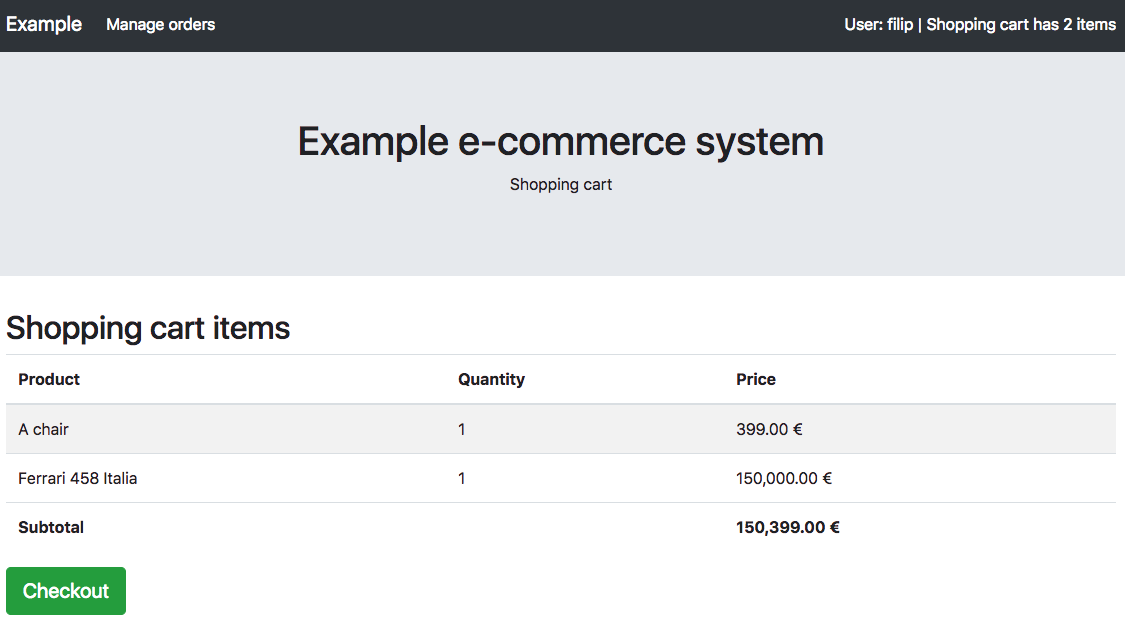 Example Manage orders User: filip | Shopping cart has 2 items
Example e-commerce system
Shopping cart
Shopping cart items
Product Quantity Price
A chair 1 399.00 €
Ferrari 458 Italia 1 150,000.00 €
Subtotal 150,399.00 €
Checkout